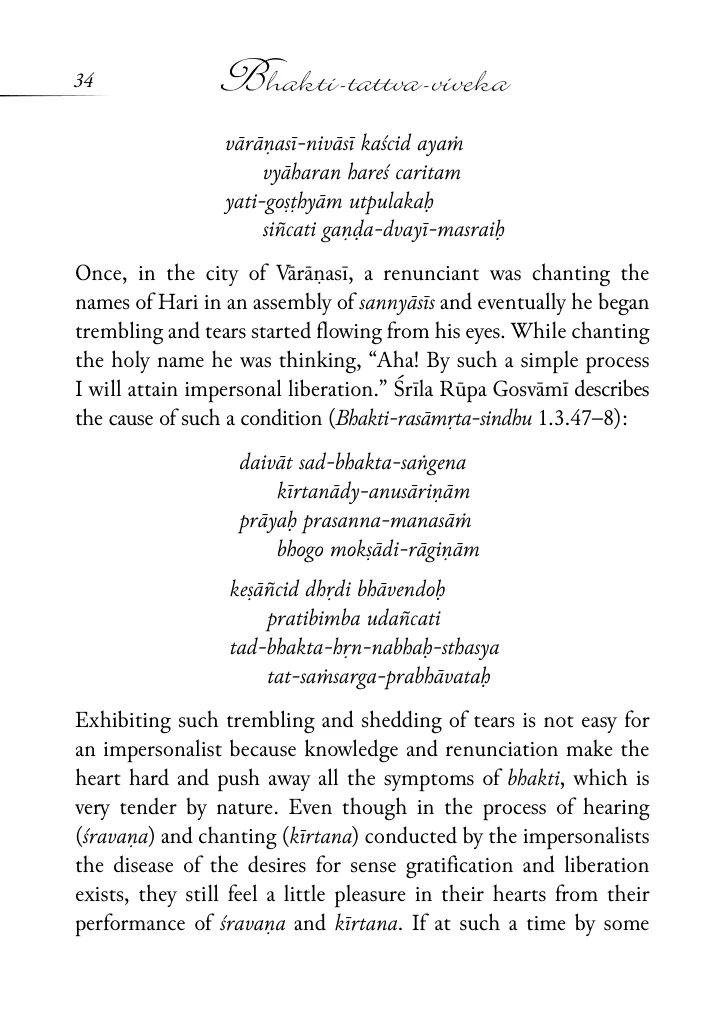 34
Bhakti-tattva-viveka
vārāṇasī-nivāsī kaścid ayaṁ
vyāharan hareś caritam
yati-goṣṭhyām utpulakaḥ
siñcati gaṇḍa-dvayī-masraiḥ
Once, in the city of Vārāṇasī, a renunciant was chanting the
names of Hari in an assembly of sannyāsīs and eventually he began
trembling and tears started flowing from his eyes. While chanting
the holy name he was thinking, “Aha! By such a simple process
I will attain impersonal liberation.” Śrīla Rūpa Gosvāmī describes
the cause of such a condition (Bhakti-rasāmṛta-sindhu 1.3.47–8):
daivāt sad-bhakta-saṅgena
kīrtanādy-anusāriṇām
prāyaḥ prasanna-manasāṁ
bhogo mokṣādi-rāgiṇām
keṣāñcid dhṛdi bhāvendoḥ
pratibimba udañcati
tad-bhakta-hṛn-nabhaḥ-sthasya
tat-saṁsarga-prabhāvataḥ
Exhibiting such trembling and shedding of tears is not easy for
an impersonalist because knowledge and renunciation make the
heart hard and push away all the symptoms of bhakti, which is
very tender by nature. Even though in the process of hearing
(śravaṇa) and chanting (kīrtana) conducted by the impersonalists
the disease of the desires for sense gratification and liberation
exists, they still feel a little pleasure in their hearts from their
performance of śravaṇa and kīrtana. If at such a time by some